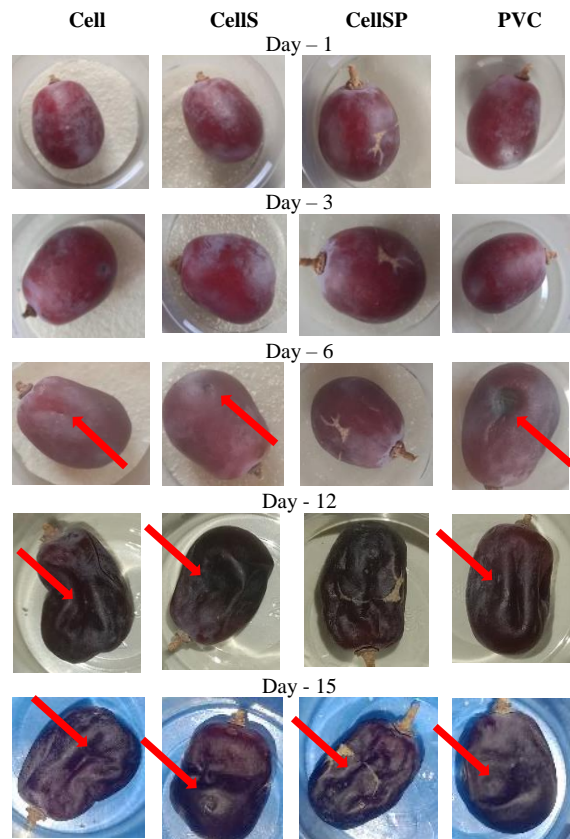 Cell CellS CellSP PVC
Day – 1
Day – 3
Day – 6
Day - 12
Day - 15